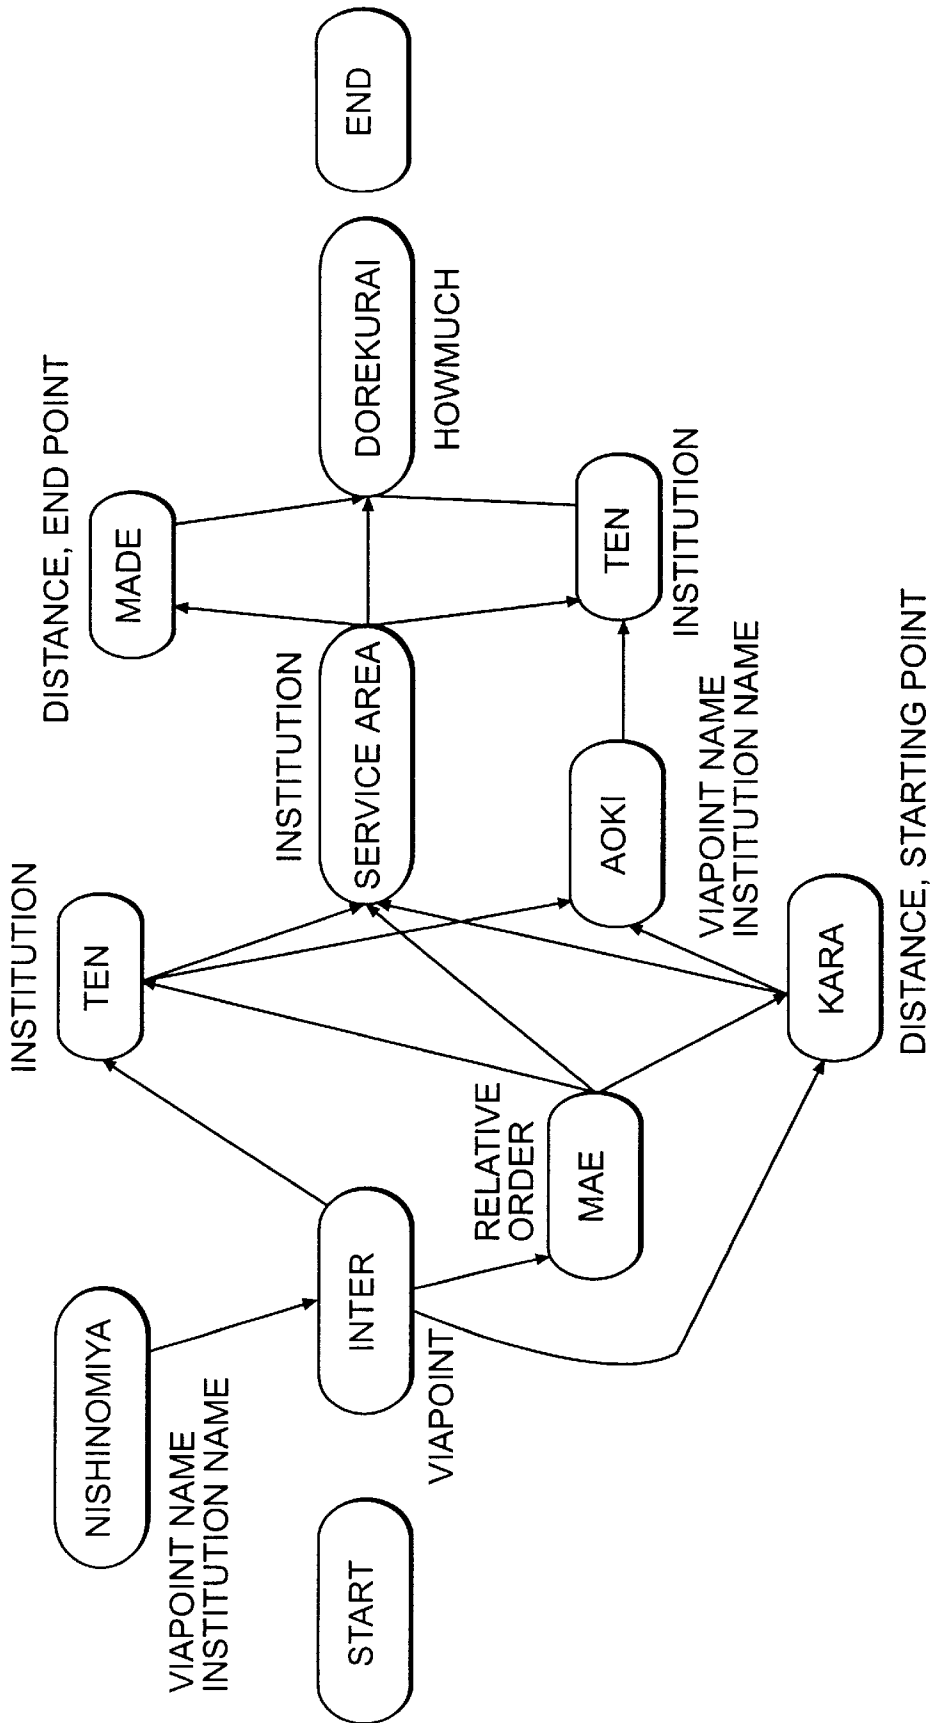 START
NISHINOMIYA
VIAPOINT NAME
INSTITUTION NAME
INTER
VIAPOINT
RELATIVE
ORDER
MAE
INSTITUTION
TEN
KARA
DISTANCE, STARTING POINT
INSTITUTION
SERVICE AREA
AOKI
VIAPOINT NAME
INSTITUTION NAME
DISTANCE, END POINT
MADE
TEN
INSTITUTION
DOREKURAI
HOWMUCH
END